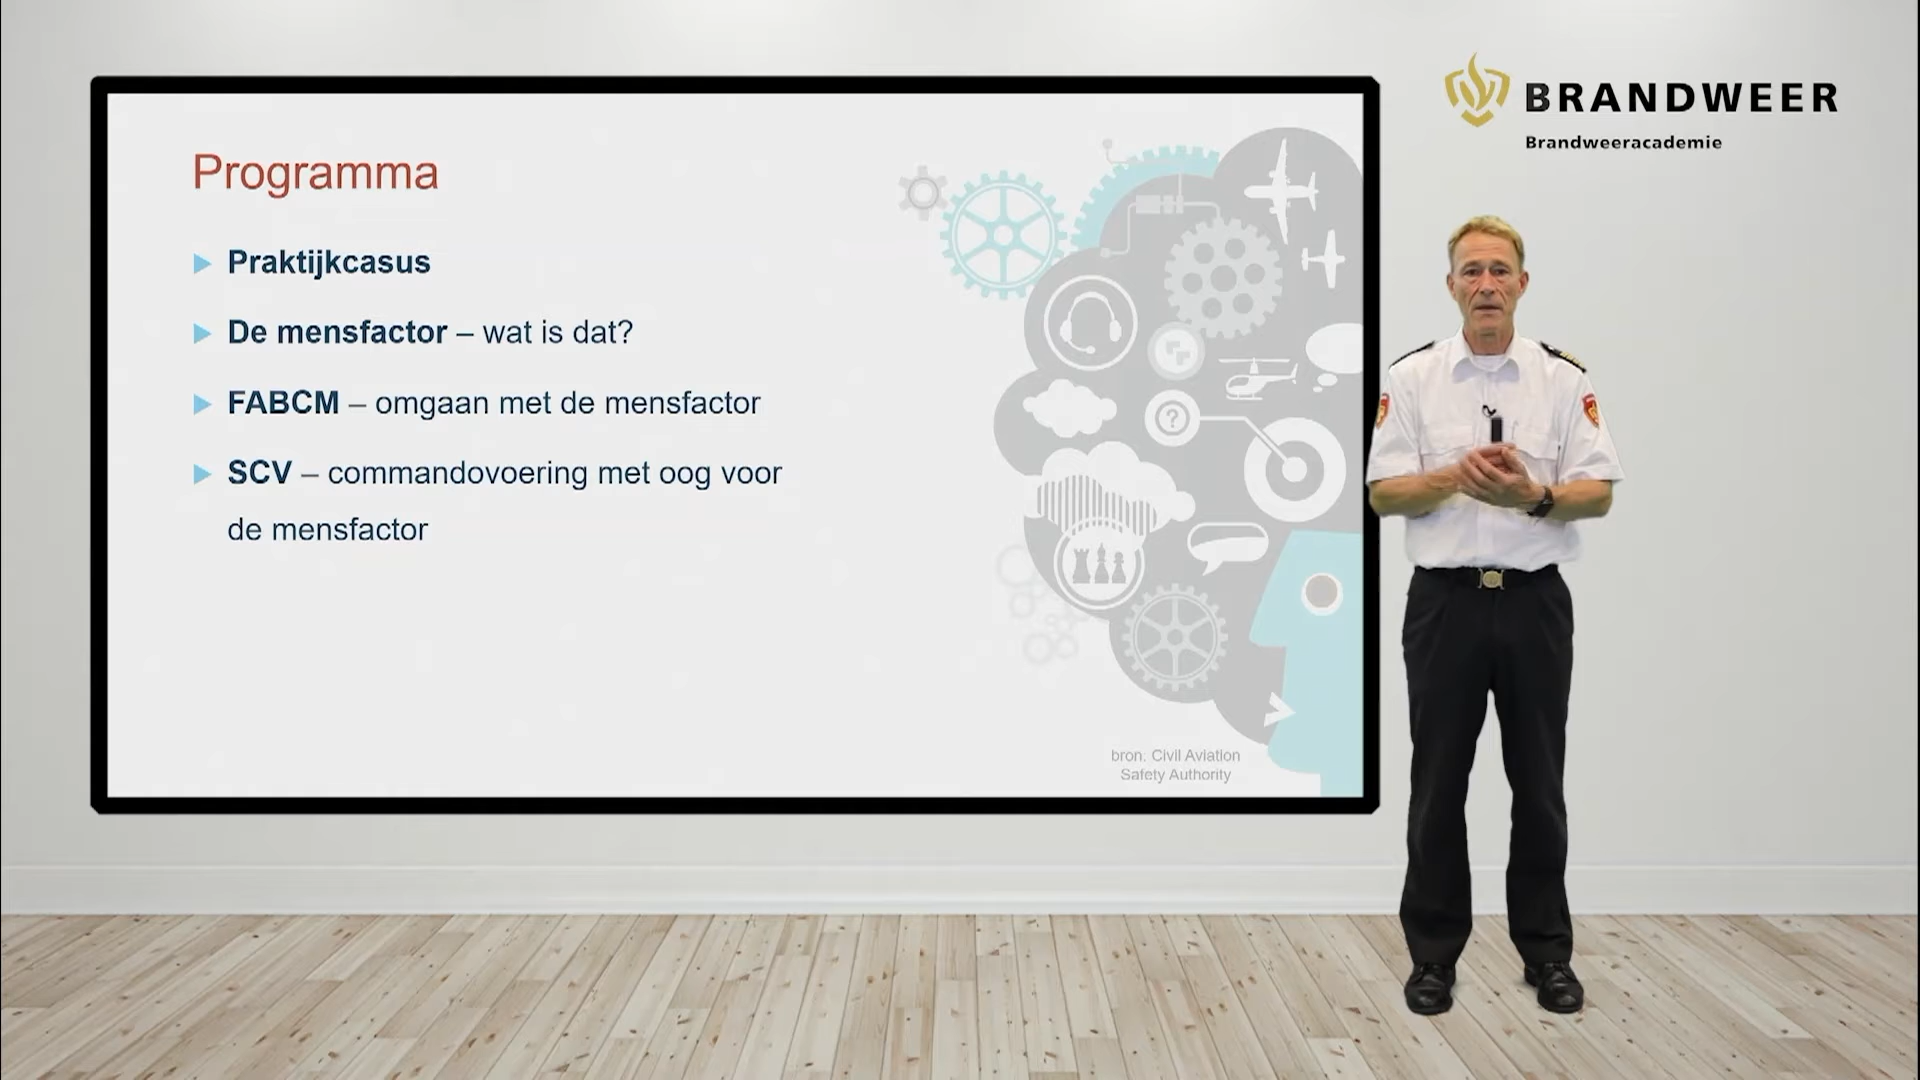 BRANDWEER
Brandweeracademie
Programma
Praktijkcasus
De mensfactor – wat is dat?
FABCM – omgaan met de mensfactor
SCV – commandovoering met oog voor
de mensfactor
bron: Civil Aviation
Safety Authority